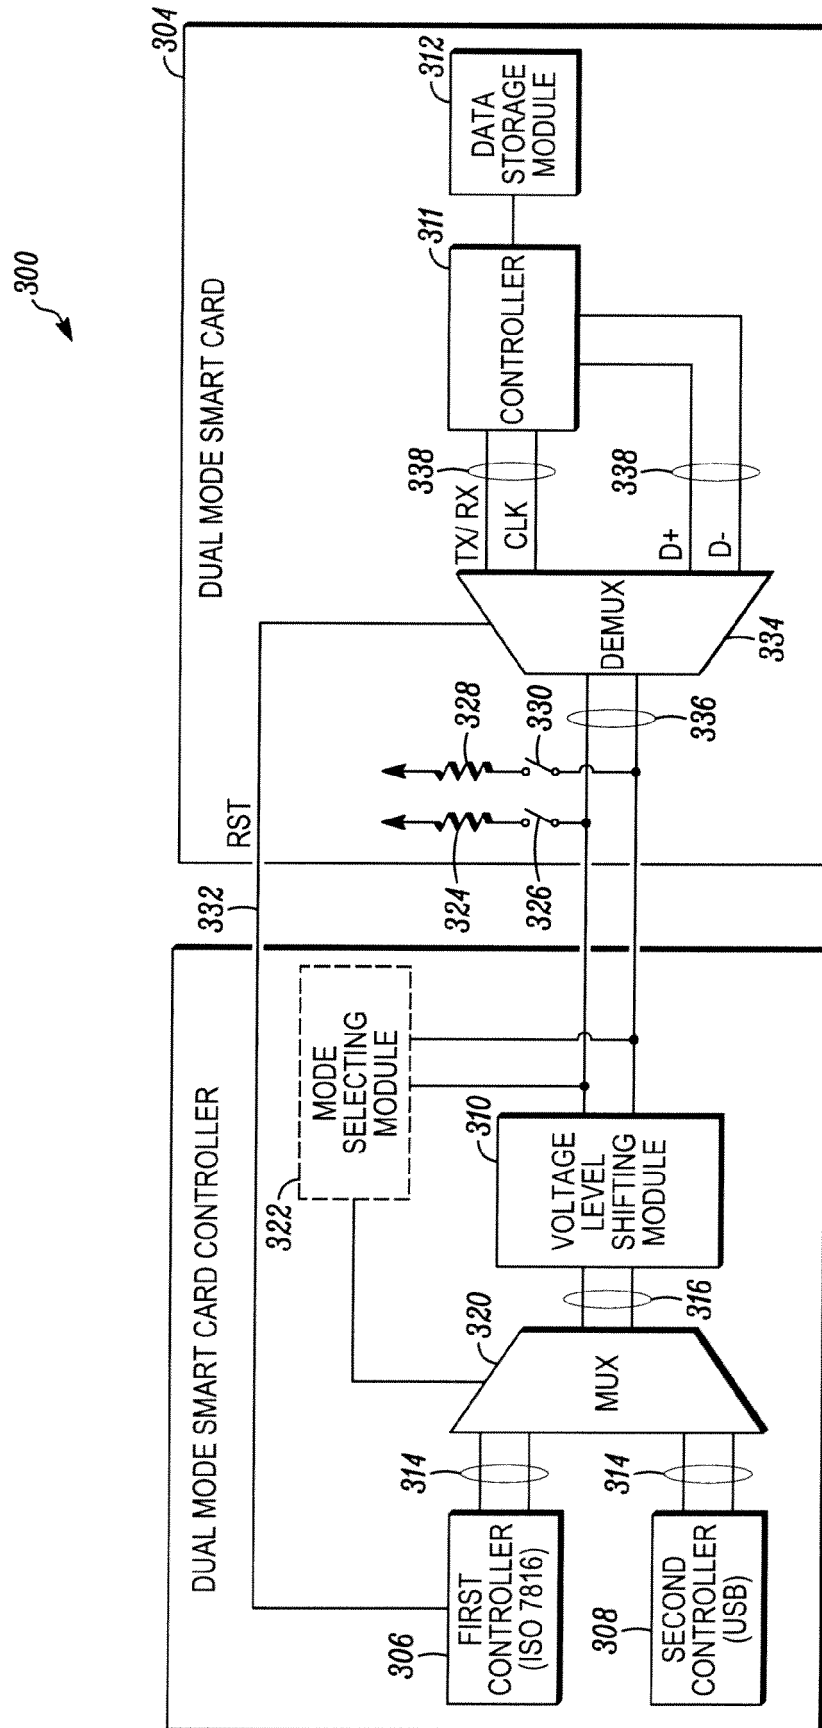 300
304
DUAL MODE SMART CARD
312
DATA
STORAGE
MODULE
311
CONTROLLER
338
TX/ RX
CLK
338
D+
D-
DEMUX
334
336
328
330
324
326
RST
332
DUAL MODE SMART CARD CONTROLLER
MODE
SELECTING
MODULE
322
310
VOLTAGE
LEVEL
SHIFTING
MODULE
316
320
MUX
314
314
306
FIRST
CONTROLLER
(ISO 7816)
308
SECOND
CONTROLLER
(USB)